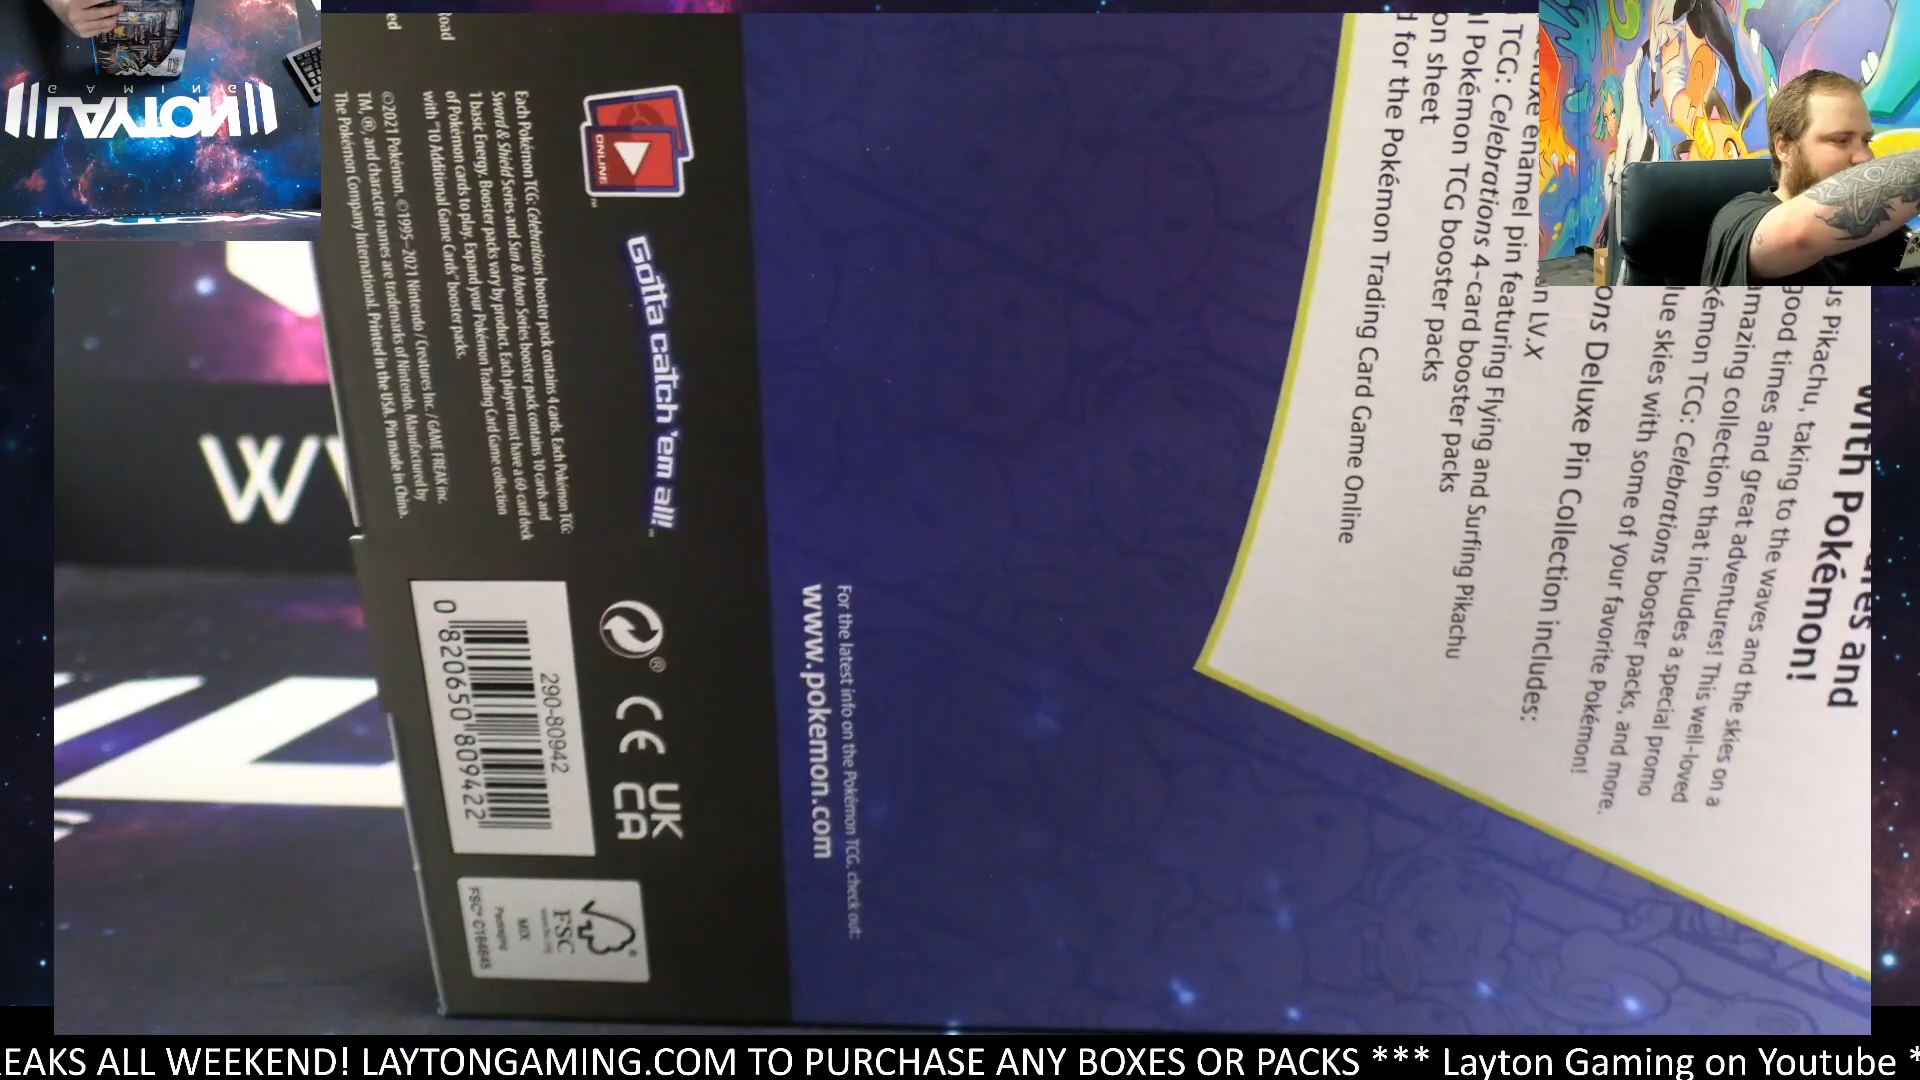 GAMING
LAYTON
with Pokémon!
us Pikachu, taking to the waves and the skies on a
good times and great adventures! This well-loved
amazing collection that includes a special promo
kémon TCG: Celebrations booster packs, and more.
lue skies with some of your favorite Pokémon!
ons Deluxe Pin Collection includes:
LV.X
enamel pin featuring Flying and Surfing Pikachu
TCG: Celebrations 4-card booster packs
l Pokémon TCG booster packs
on sheet
d for the Pokémon Trading Card Game Online
For the latest info on the Pokémon TCG, check out:
www.pokemon.com
ONLINE
Gotta catch 'em all!™
UK
CA
CE
Each Pokémon TCG: Celebrations booster pack contains 4 cards. Each Pokémon TCG:
Sword & Shield Series and Sun & Moon Series booster pack contains 10 cards and
1 basic Energy. Booster packs vary by product. Each player must have a 60-card deck
of Pokémon cards to play. Expand your Pokémon Trading Card Game collection
with "10 Additional Game Cards" booster packs.
©2021 Pokémon. ©1995–2021 Nintendo / Creatures Inc. / GAME FREAK inc.
TM, ®, and character names are trademarks of Nintendo. Manufactured by
The Pokémon Company International. Printed in the USA. Pin made in China.
290-80942
0 82065080942 2
FSC
MIX
Packaging
FSC® C164645
EAKS ALL WEEKEND! LAYTONGAMING.COM TO PURCHASE ANY BOXES OR PACKS *** Layton Gaming on Youtube *